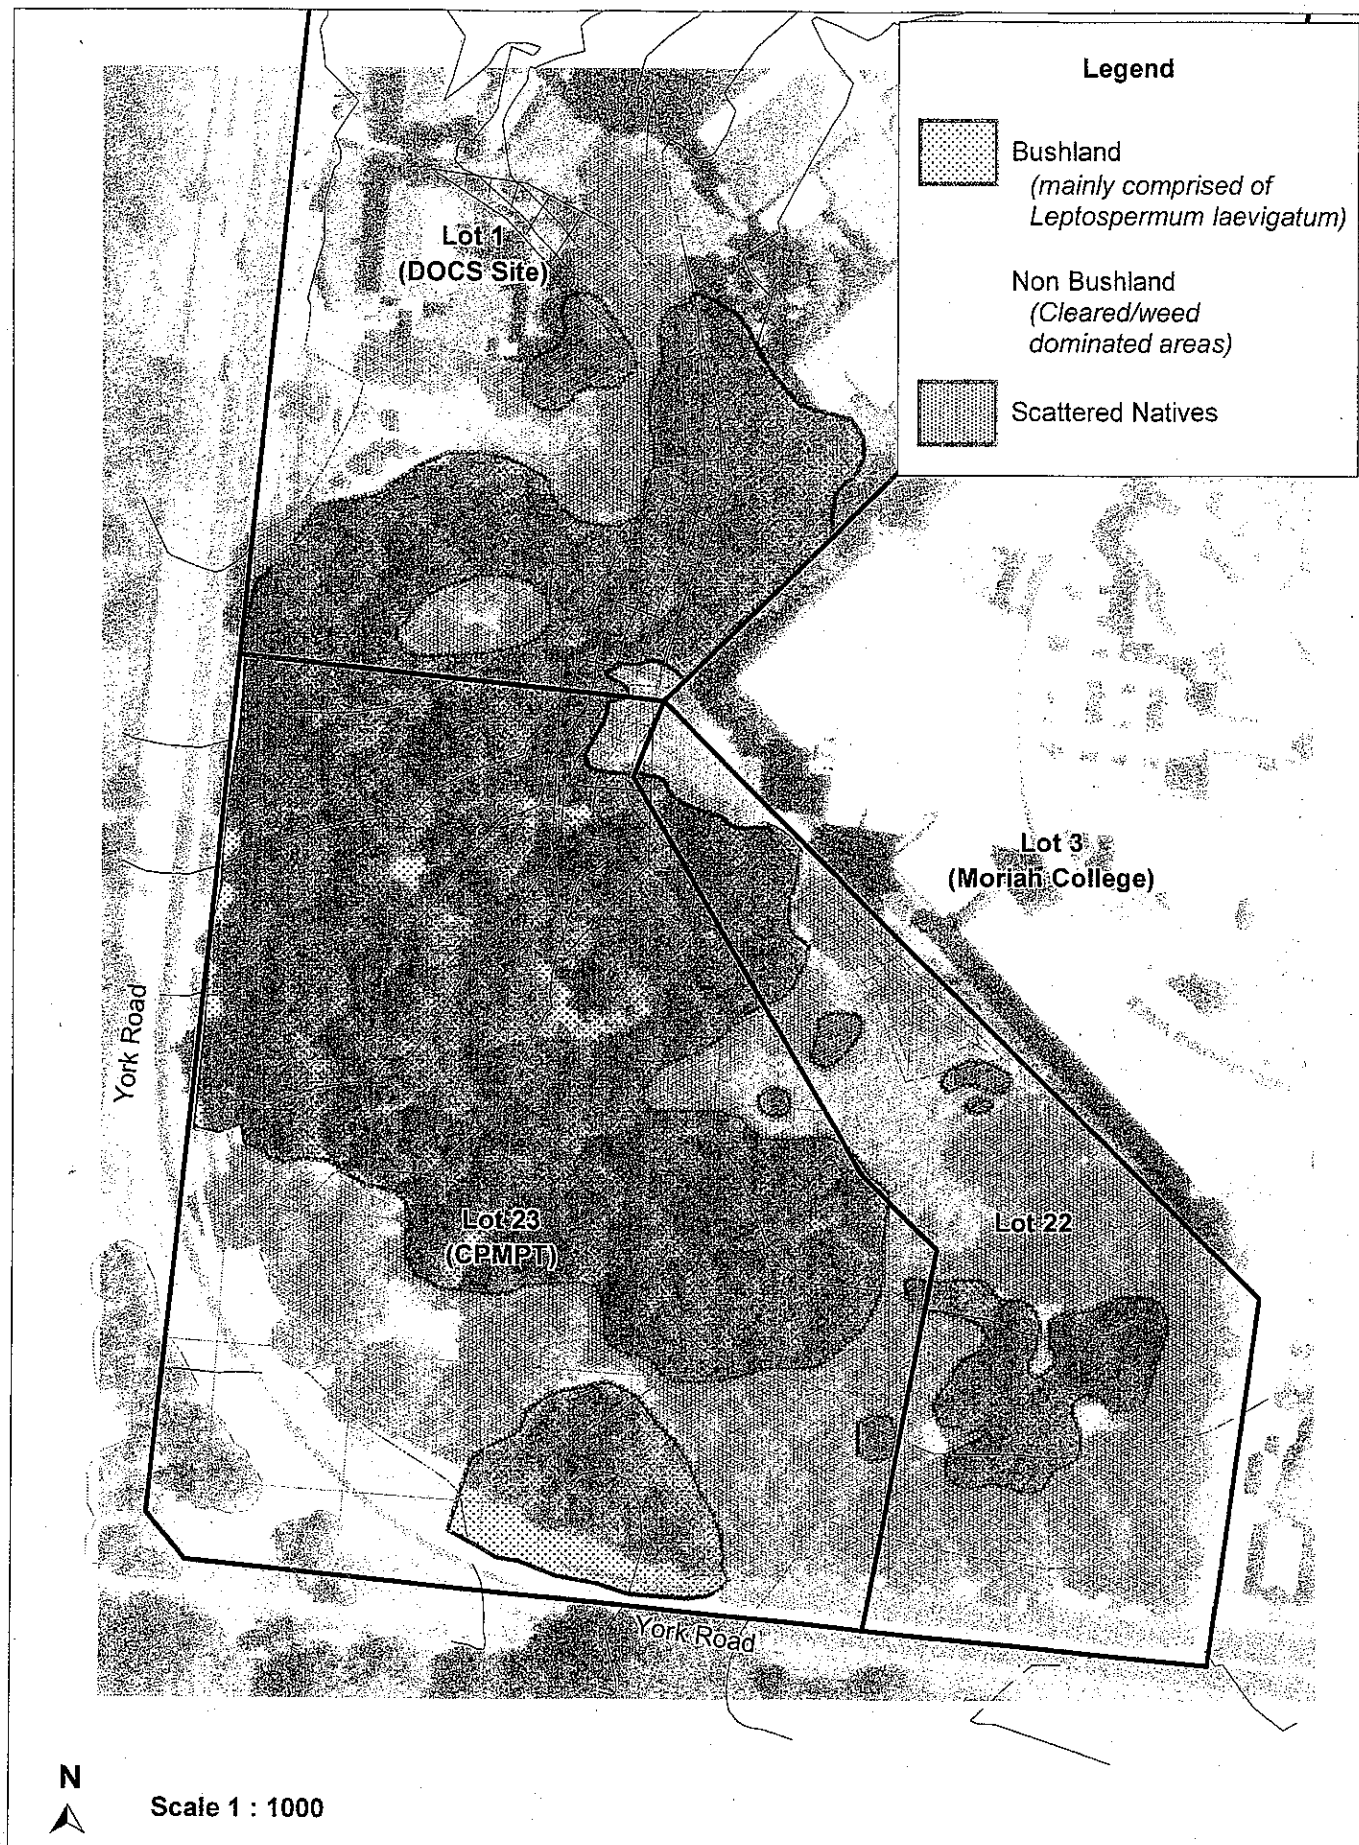 Legend
Bushland
(mainly comprised of
Leptospermum laevigatum)
Non Bushland
(Cleared/weed
dominated areas)
Scattered Natives
Lot 1
(DOCS Site)
Lot 3
(Moriah College)
York Road
Lot 23
(CPMPT)
Lot 22
York Road
N
Scale 1 : 1000